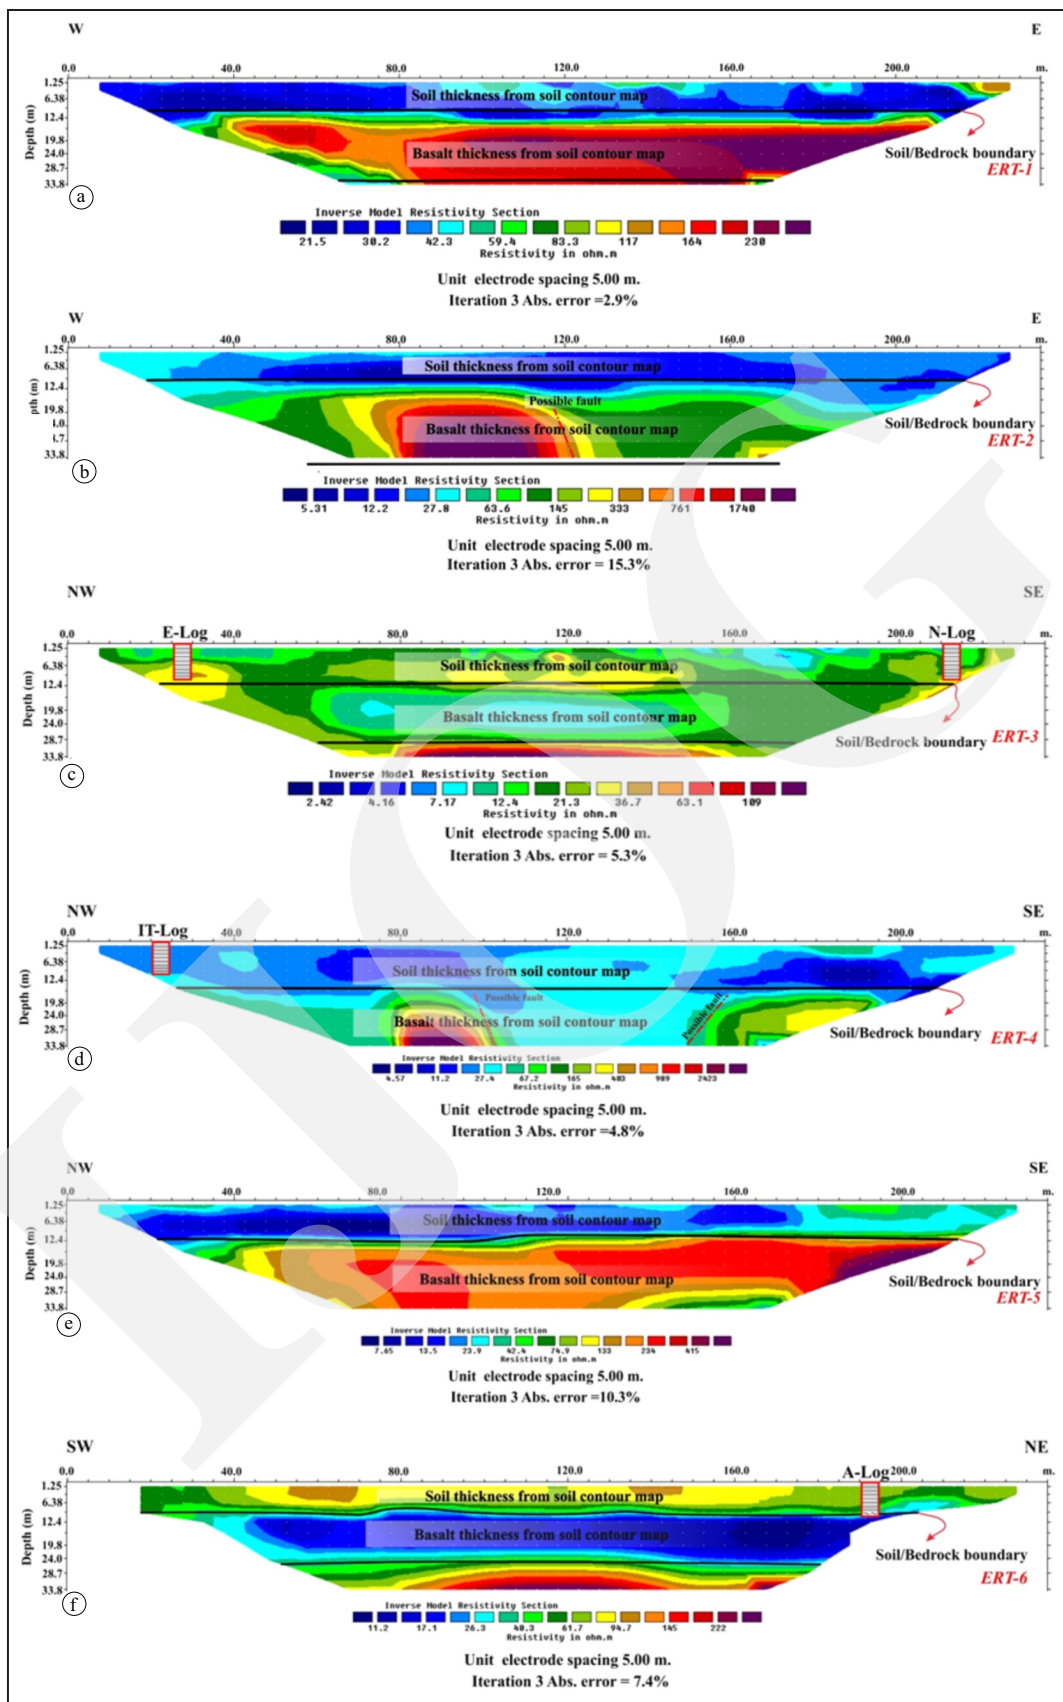 W E
0.0 40.0 80.0 120.0 160.0 200.0 m.
Depth (m)
1.25
6.38
12.4
19.8
24.0
28.7
33.8
Soil thickness from soil contour map
Basalt thickness from soil contour map
Soil/Bedrock boundary
ERT-1
a
Inverse Model Resistivity Section
21.5 30.2 42.3 59.4 83.3 117 164 230
Resistivity in ohm.m
Unit electrode spacing 5.00 m.
Iteration 3 Abs. error =2.9%
W E
0.0 40.0 80.0 120.0 160.0 200.0 m.
pth (m)
1.25
6.38
12.4
19.8
1.0
6.7
33.8
Soil thickness from soil contour map
Possible fault
Basalt thickness from soil contour map
Soil/Bedrock boundary
ERT-2
b
Inverse Model Resistivity Section
5.31 12.2 27.8 63.6 145 333 761 1740
Resistivity in ohm.m
Unit electrode spacing 5.00 m.
Iteration 3 Abs. error = 15.3%
NW SE
E-Log N-Log
0.0 40.0 80.0 120.0 160.0 200.0 m.
Depth (m)
1.25
6.38
12.4
19.8
24.0
28.7
33.8
Soil thickness from soil contour map
Basalt thickness from soil contour map
Soil/Bedrock boundary
ERT-3
c
Inverse Model Resistivity Section
2.42 4.16 7.17 12.4 21.3 36.7 63.1 109
Resistivity in ohm.m
Unit electrode spacing 5.00 m.
Iteration 3 Abs. error = 5.3%
NW SE
IT-Log
0.0 40.0 80.0 120.0 160.0 200.0 m.
Depth (m)
1.25
6.38
12.4
19.8
24.0
28.7
33.8
Soil thickness from soil contour map
Possible fault
Possible fault
Basalt thickness from soil contour map
Soil/Bedrock boundary
ERT-4
d
Inverse Model Resistivity Section
4.57 11.2 27.4 67.2 165 403 989 2423
Resistivity in ohm.m
Unit electrode spacing 5.00 m.
Iteration 3 Abs. error =4.8%
NW SE
0.0 40.0 80.0 120.0 160.0 200.0 m.
Depth (m)
1.25
6.38
12.4
19.8
24.0
28.7
33.8
Soil thickness from soil contour map
Basalt thickness from soil contour map
Soil/Bedrock boundary
ERT-5
e
Inverse Model Resistivity Section
7.65 13.5 23.9 42.4 74.9 133 234 415
Resistivity in ohm.m
Unit electrode spacing 5.00 m.
Iteration 3 Abs. error =10.3%
SW NE
A-Log
0.0 40.0 80.0 120.0 160.0 200.0 m.
Depth (m)
1.25
6.38
12.4
19.8
24.0
28.7
33.8
Soil thickness from soil contour map
Basalt thickness from soil contour map
Soil/Bedrock boundary
ERT-6
f
Inverse Model Resistivity Section
11.2 17.1 26.3 40.3 61.7 94.7 145 222
Resistivity in ohm.m
Unit electrode spacing 5.00 m.
Iteration 3 Abs. error = 7.4%